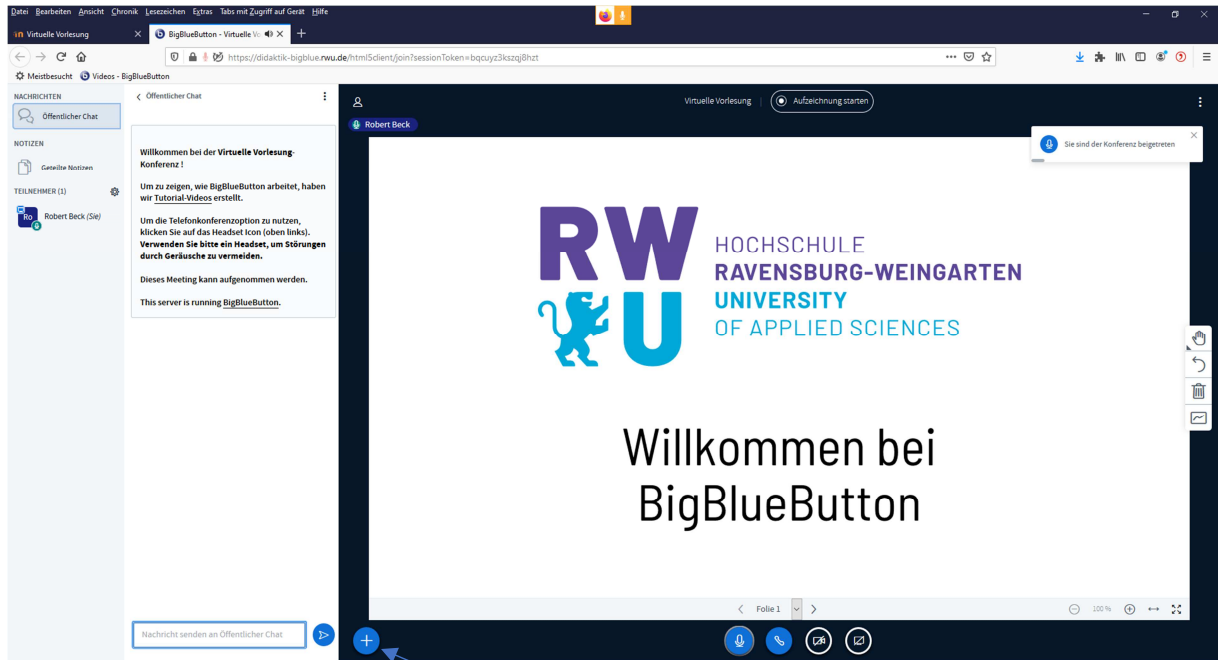 Datei Bearbeiten Ansicht Chronik Lesezeichen Extras Tabs mit Zugriff auf Gerät Hilfe
Virtuelle Vorlesung
BigBlueButton - Virtuelle Vo
https://didaktik-bigblue.rwu.de/html5client/join?sessionToken=bqcuyz3kszqj8hzt
Meistbesucht Videos - BigBlueButton
NACHRICHTEN
Öffentlicher Chat
NOTIZEN
Geteilte Notizen
TEILNEHMER (1)
Ro
Robert Beck (Sie)
Öffentlicher Chat
Willkommen bei der Virtuelle Vorlesung-
Konferenz !
Um zu zeigen, wie BigBlueButton arbeitet, haben
wir Tutorial-Videos erstellt.
Um die Telefonkonferenzoption zu nutzen,
klicken Sie auf das Headset Icon (oben links).
Verwenden Sie bitte ein Headset, um Störungen
durch Geräusche zu vermeiden.
Dieses Meeting kann aufgenommen werden.
This server is running BigBlueButton.
Nachricht senden an Öffentlicher Chat
Virtuelle Vorlesung
Aufzeichnung starten
Robert Beck
Sie sind der Konferenz beigetreten
RW
U
HOCHSCHULE
RAVENSBURG-WEINGARTEN
UNIVERSITY
OF APPLIED SCIENCES
Willkommen bei
BigBlueButton
Folie 1
100 %